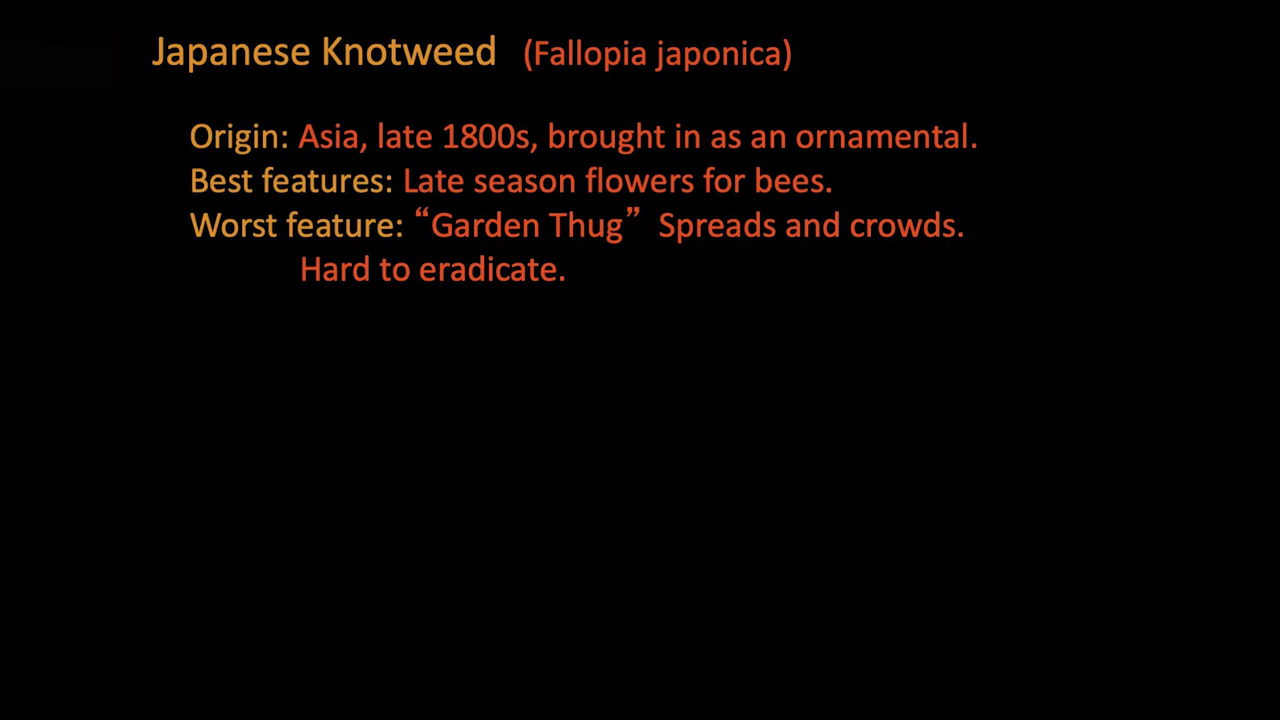 Japanese Knotweed (Fallopia japonica)
Origin: Asia, late 1800s, brought in as an ornamental.
Best features: Late season flowers for bees.
Worst feature: “Garden Thug” Spreads and crowds.
Hard to eradicate.